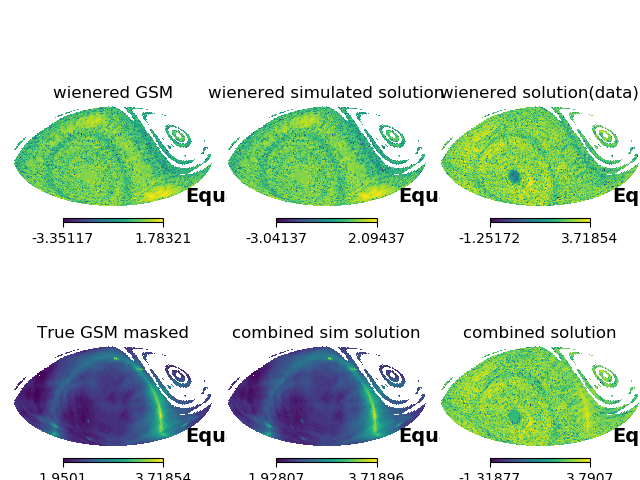 wienered GSM
wienered simulated solution
wienered solution(data)
Equ
Equ
Eq
-3.35117 1.78321
-3.04137 2.09437
-1.25172 3.71854
True GSM masked
combined sim solution
combined solution
Equ
Equ
Eq
1.9501 3.71854
1.92807 3.71896
-1.31877 3.7907